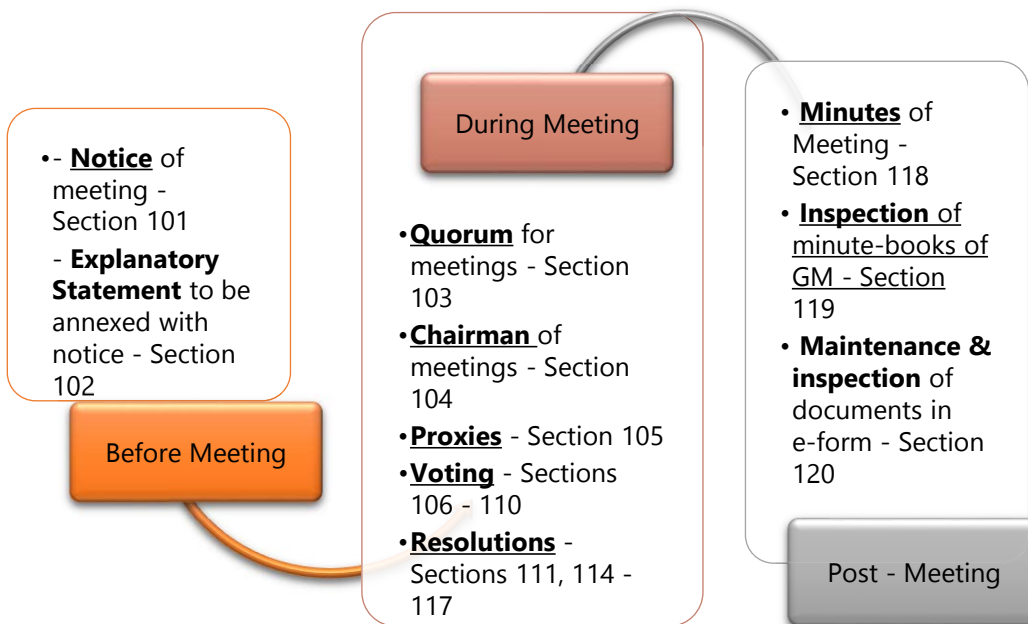 •- Notice of
meeting -
Section 101
- Explanatory
Statement to be
annexed with
notice - Section
102
Before Meeting
During Meeting
•Quorum for
meetings - Section
103
•Chairman of
meetings - Section
104
•Proxies - Section 105
•Voting - Sections
106 - 110
•Resolutions -
Sections 111, 114 -
117
• Minutes of
Meeting -
Section 118
• Inspection of
minute-books of
GM - Section
119
• Maintenance &
inspection of
documents in
e-form - Section
120
Post - Meeting